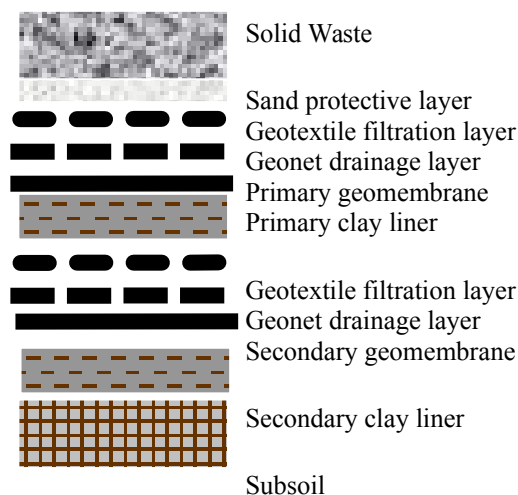 Solid Waste
Sand protective layer
Geotextile filtration layer
Geonet drainage layer
Primary geomembrane
Primary clay liner
Geotextile filtration layer
Geonet drainage layer
Secondary geomembrane
Secondary clay liner
Subsoil